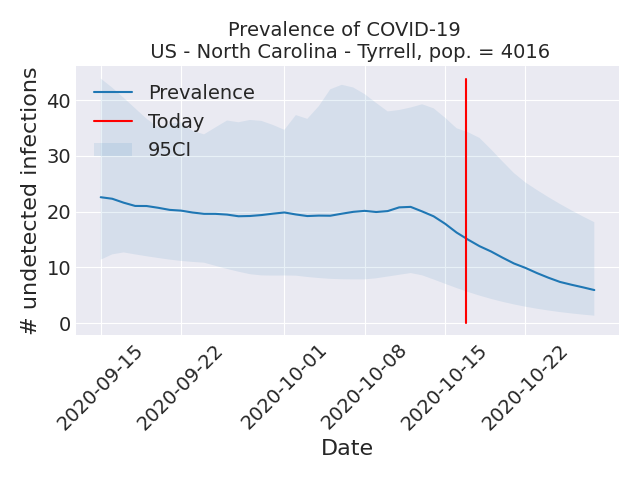 Prevalence of COVID-19
US - North Carolina - Tyrrell, pop. = 4016
# undetected infections
40
30
20
10
0
Prevalence
Today
95CI
2020-09-15
2020-09-22
2020-10-01
2020-10-08
2020-10-15
2020-10-22
Date